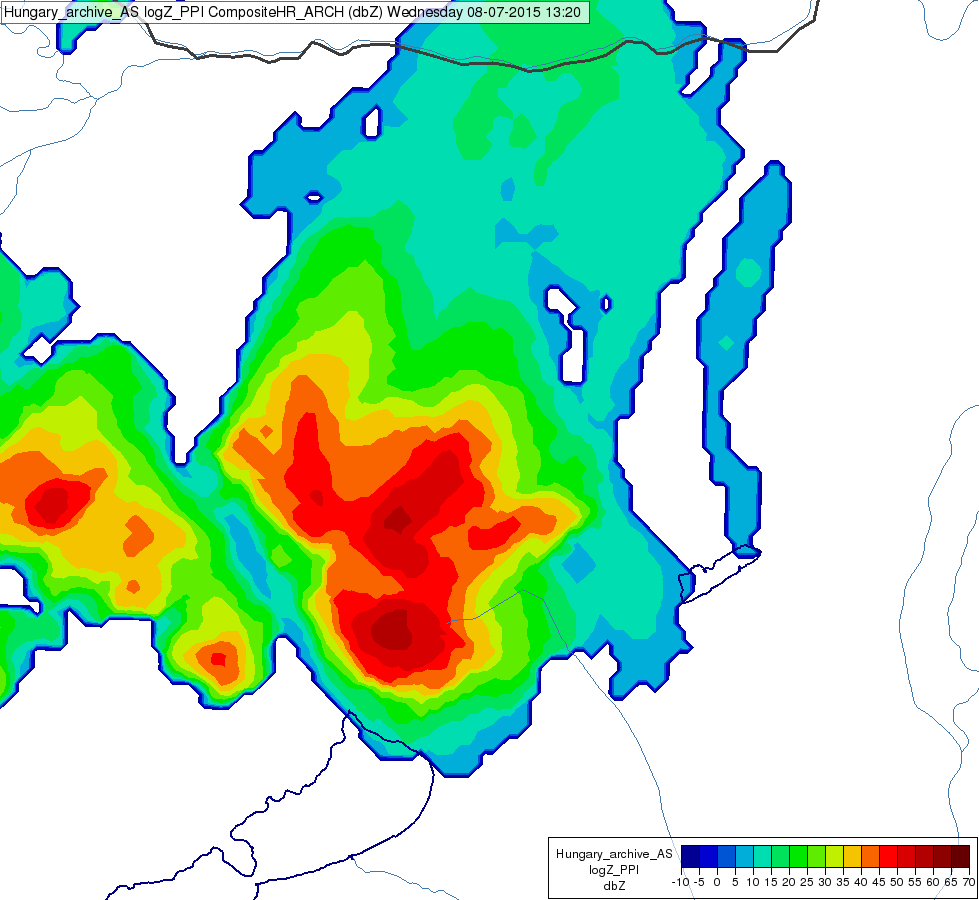 Hungary_archive_AS logZ_PPI CompositeHR_ARCH (dbZ) Wednesday 08-07-2015 13:20
Hungary_archive_AS
logZ_PPI
dbZ
-10 -5 0 5 10 15 20 25 30 35 40 45 50 55 60 65 70